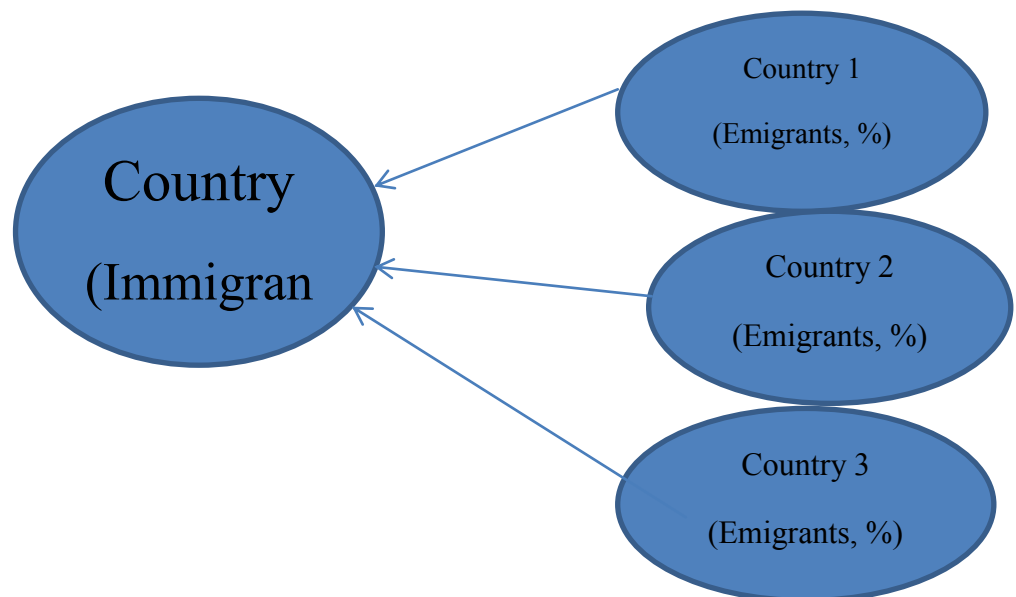 Country
(Immigran
Country 1
(Emigrants, %)
Country 2
(Emigrants, %)
Country 3
(Emigrants, %)